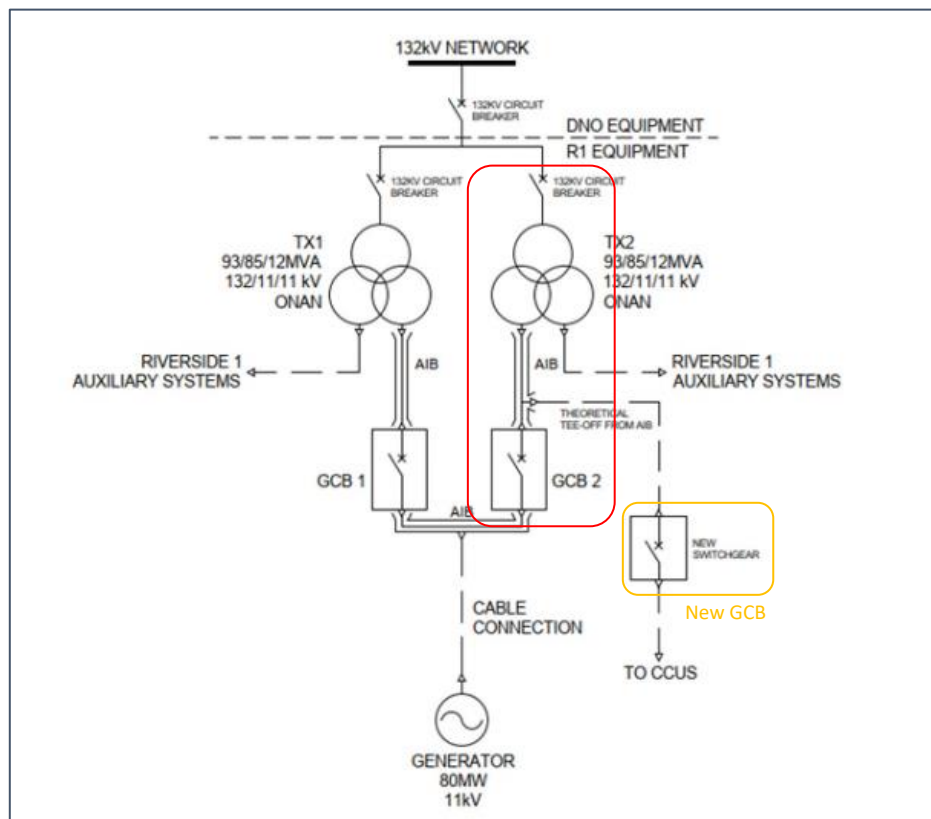 132kV NETWORK
132KV CIRCUIT
BREAKER
DNO EQUIPMENT
R1 EQUIPMENT
132KV CIRCUIT
BREAKER
132KV CIRCUIT
BREAKER
TX1
93/85/12MVA
132/11/11 kV
ONAN
TX2
93/85/12MVA
132/11/11 kV
ONAN
AIB
AIB
RIVERSIDE 1
AUXILIARY SYSTEMS
RIVERSIDE 1
AUXILIARY SYSTEMS
THEORETICAL
TEE-OFF FROM AIB
GCB 1
GCB 2
AIB
NEW
SWITCHGEAR
New GCB
CABLE
CONNECTION
TO CCUS
GENERATOR
80MW
11kV